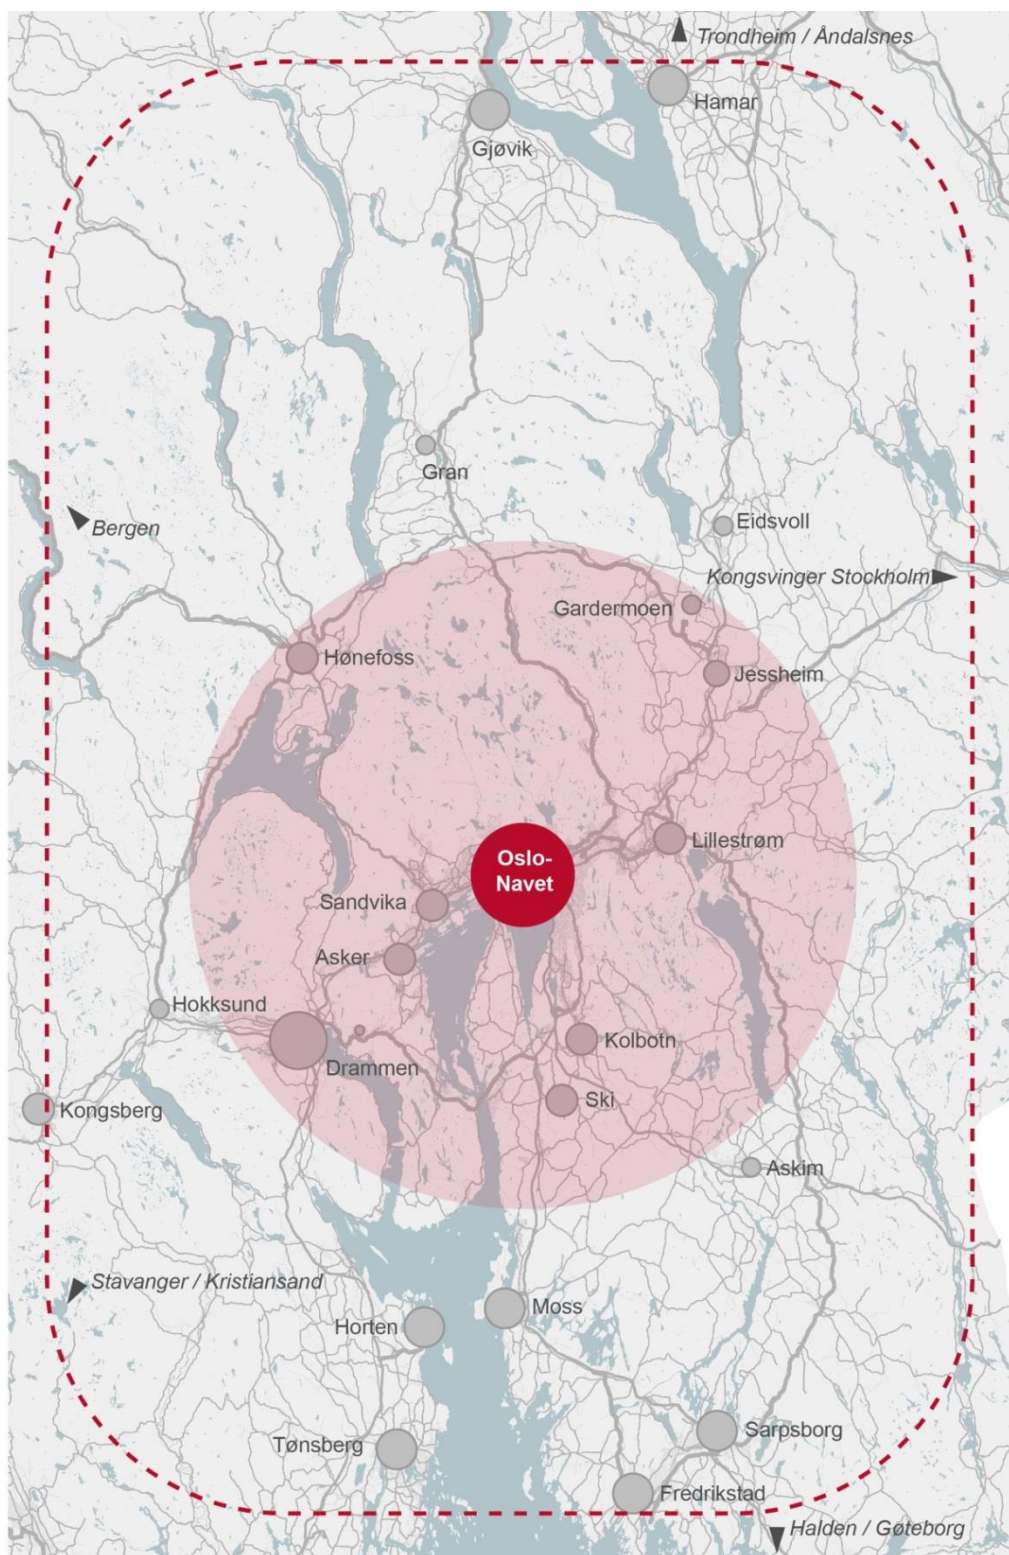 Trondheim / Åndalsnes
Hamar
Gjøvik
Gran
Bergen
Eidsvoll
Kongsvinger Stockholm
Gardermoen
Hønefoss
Jessheim
Lillestrøm
Oslo-
Navet
Sandvika
Asker
Hokksund
Kolbotn
Drammen
Ski
Kongsberg
Askim
Stavanger / Kristiansand
Moss
Horten
Sarpsborg
Tønsberg
Fredrikstad
Halden / Gøteborg